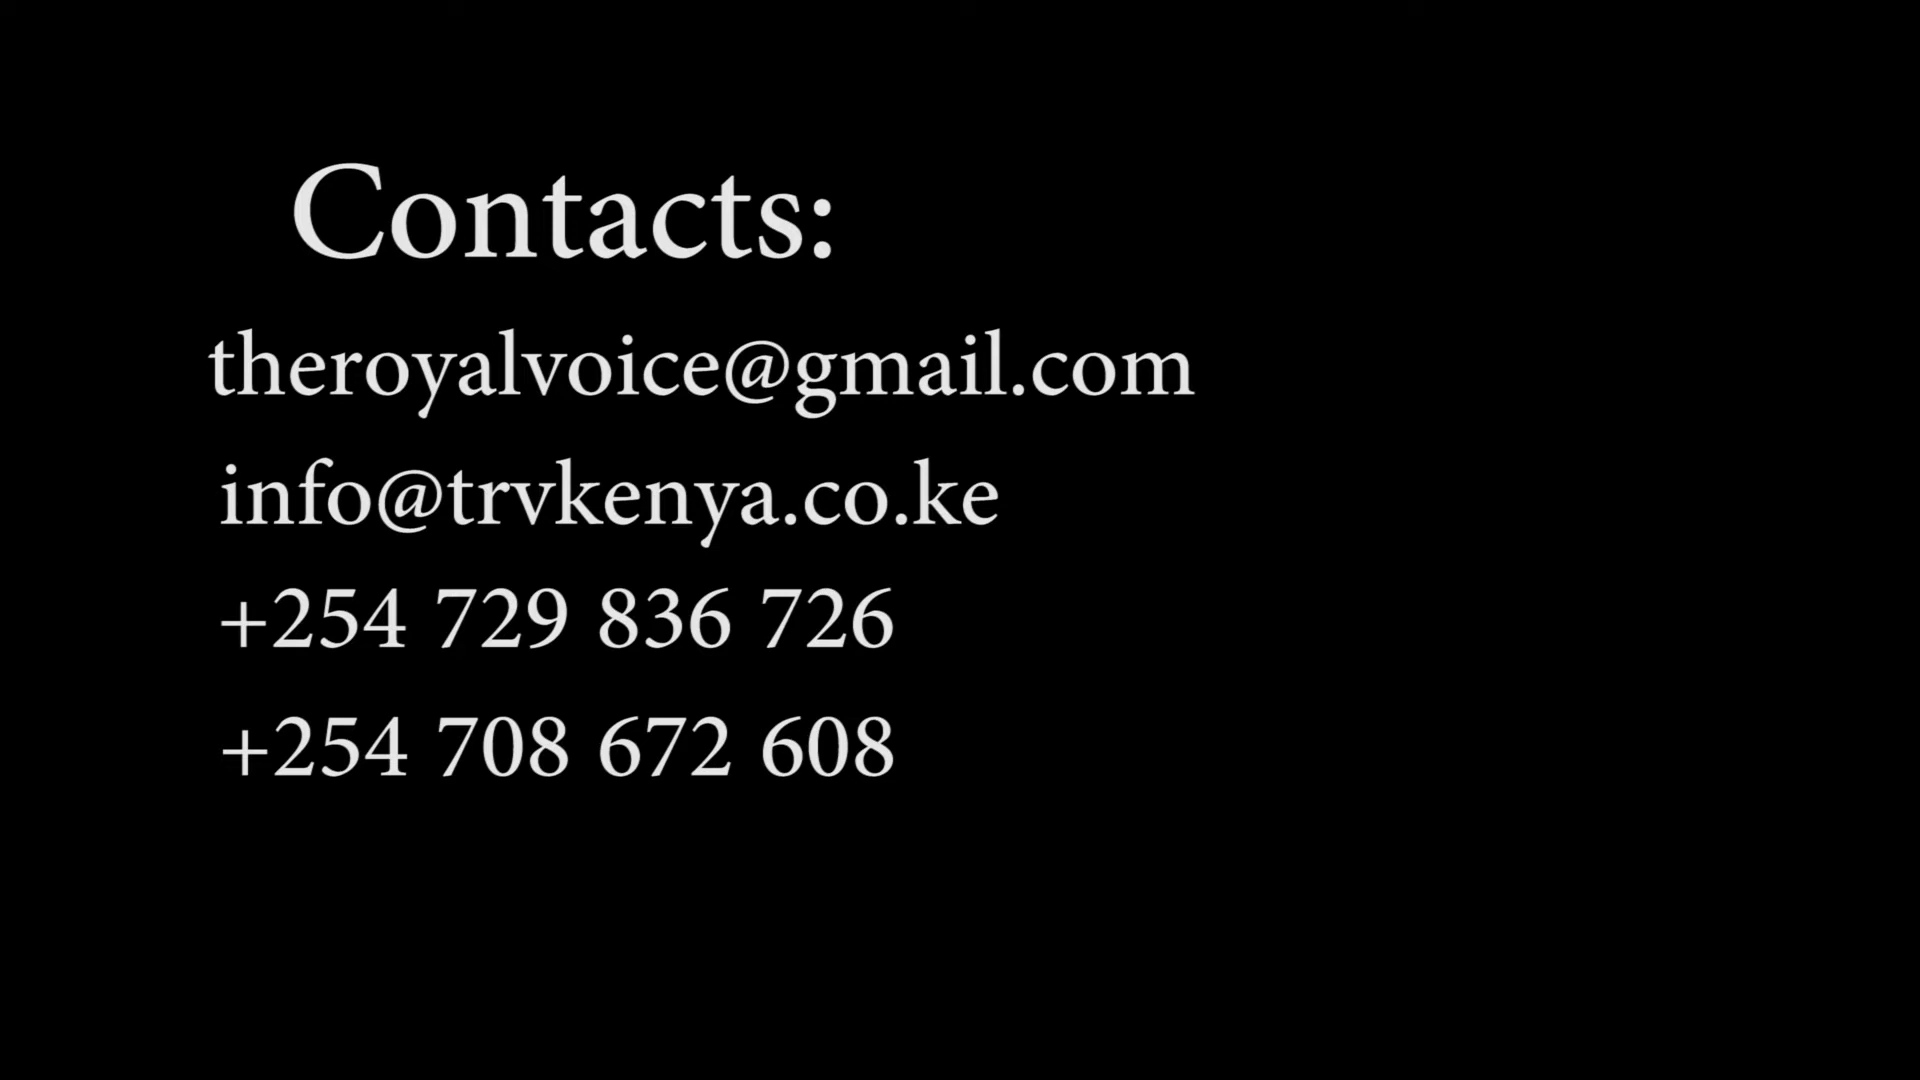 Contacts:
theroyalvoice@gmail.com
info@trvkenya.co.ke
+254 729 836 726
+254 708 672 608